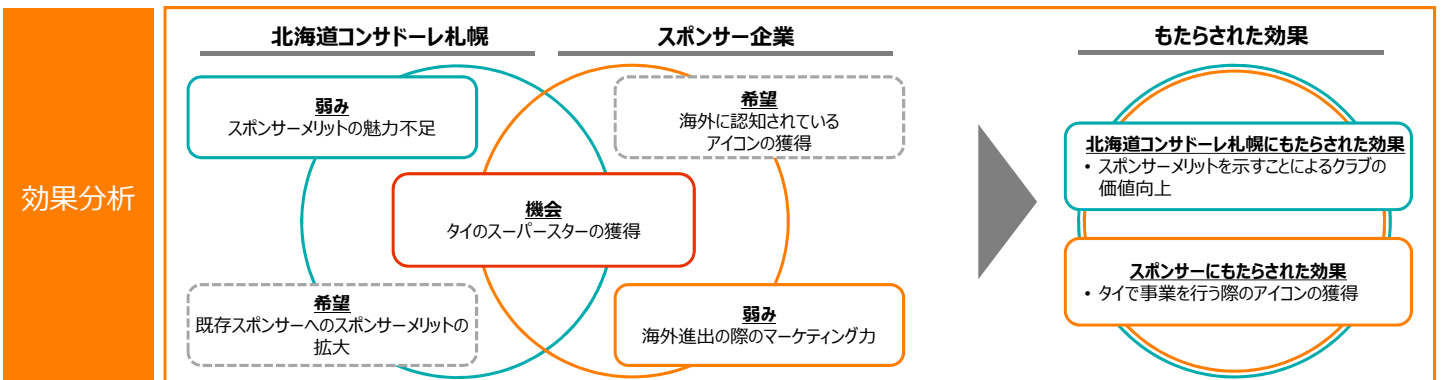 効果分析
北海道コンサドーレ札幌
弱み
スポンサーメリットの魅力不足
希望
既存スポンサーへのスポンサーメリットの
拡大
機会
タイのスーパースターの獲得
スポンサー企業
希望
海外に認知されている
アイコンの獲得
弱み
海外進出の際のマーケティング力
もたらされた効果
北海道コンサドーレ札幌にもたらされた効果
• スポンサーメリットを示すことによるクラブの
価値向上
スポンサーにもたらされた効果
• タイで事業を行う際のアイコンの獲得